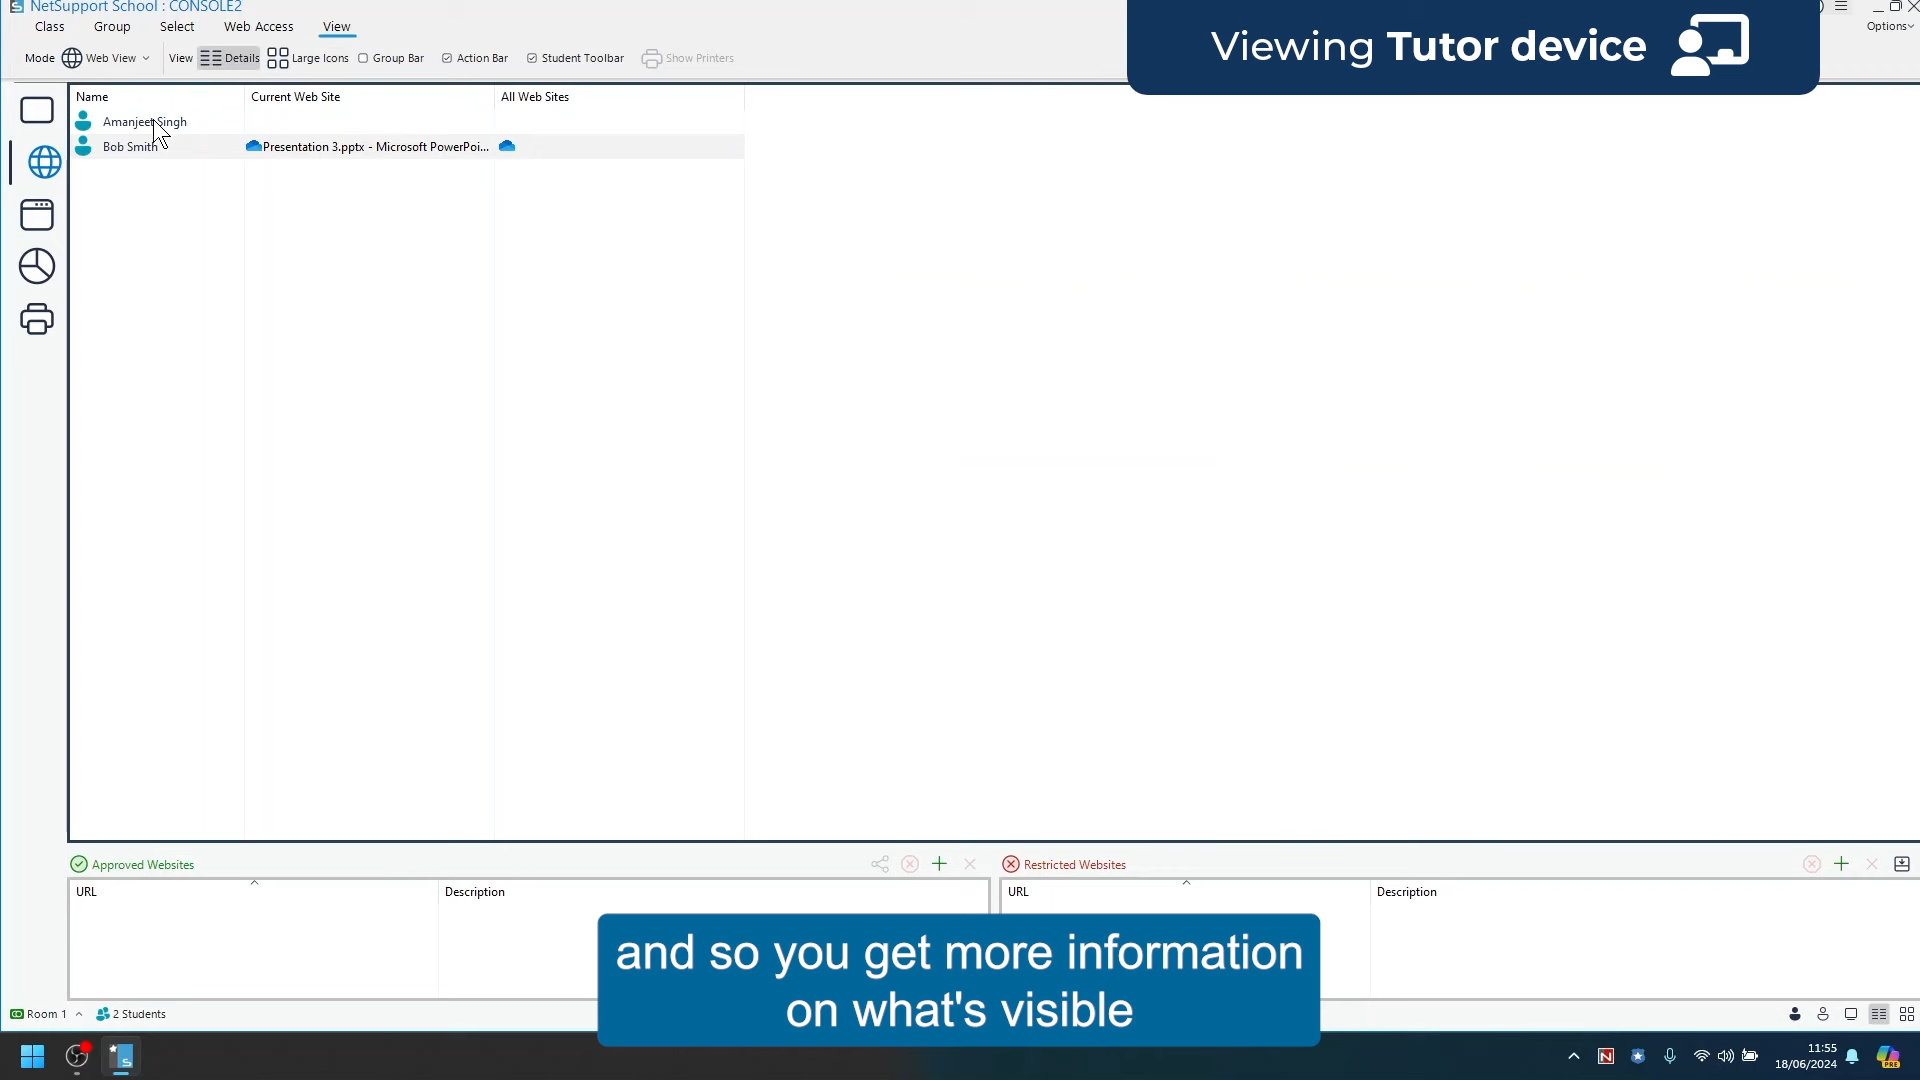 NetSupport School : CONSOLE2
Viewing Tutor device
Class Group Select Web Access View
Options
Mode Web View View Details Large Icons Group Bar Action Bar Student Toolbar Show Printers
Name Current Web Site All Web Sites
Amanjeet Singh
Bob Smith Presentation 3.pptx - Microsoft PowerPoi...
Approved Websites
Restricted Websites
URL Description
URL Description
and so you get more information
on what's visible
Room 1 2 Students
11:55
18/06/2024
PRE